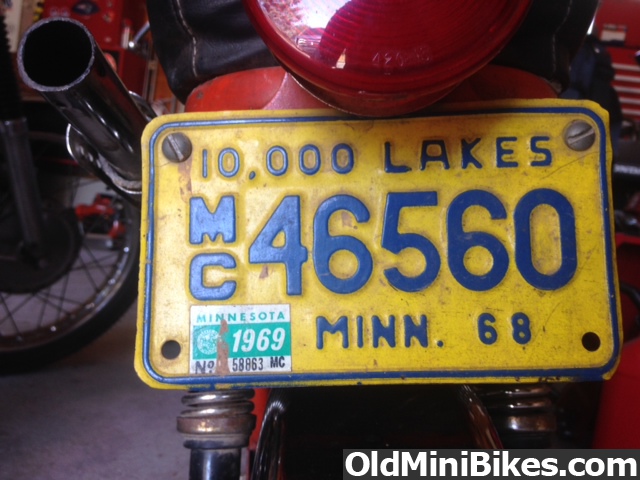 10,000 LAKES
MC 46560
MINN. 68
MINNESOTA
1969
No 58863 MC
OldMiniBikes.com